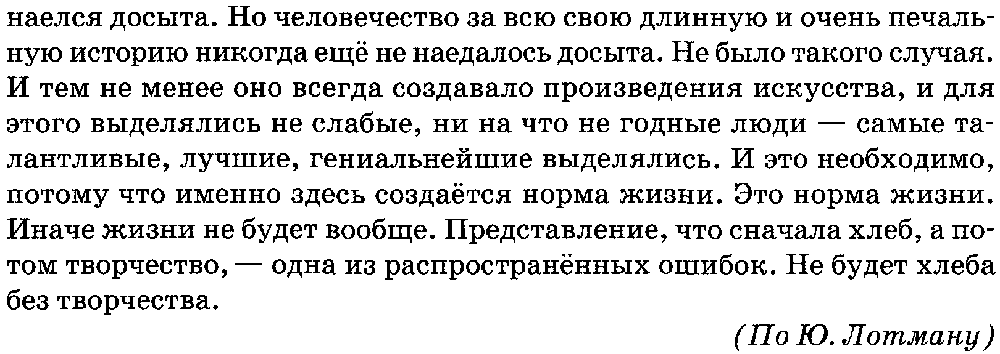 наелся досыта. Но человечество за всю свою длинную и очень печаль-
ную историю никогда ещё не наедалось досыта. Не было такого случая.
И тем не менее оно всегда создавало произведения искусства, и для
этого выделялись не слабые, ни на что не годные люди — самые та-
лантливые, лучшие, гениальнейшие выделялись. И это необходимо,
потому что именно здесь создаётся норма жизни. Это норма жизни.
Иначе жизни не будет вообще. Представление, что сначала хлеб, а по-
том творчество, — одна из распространённых ошибок. Не будет хлеба
без творчества.
(По Ю. Лотману)